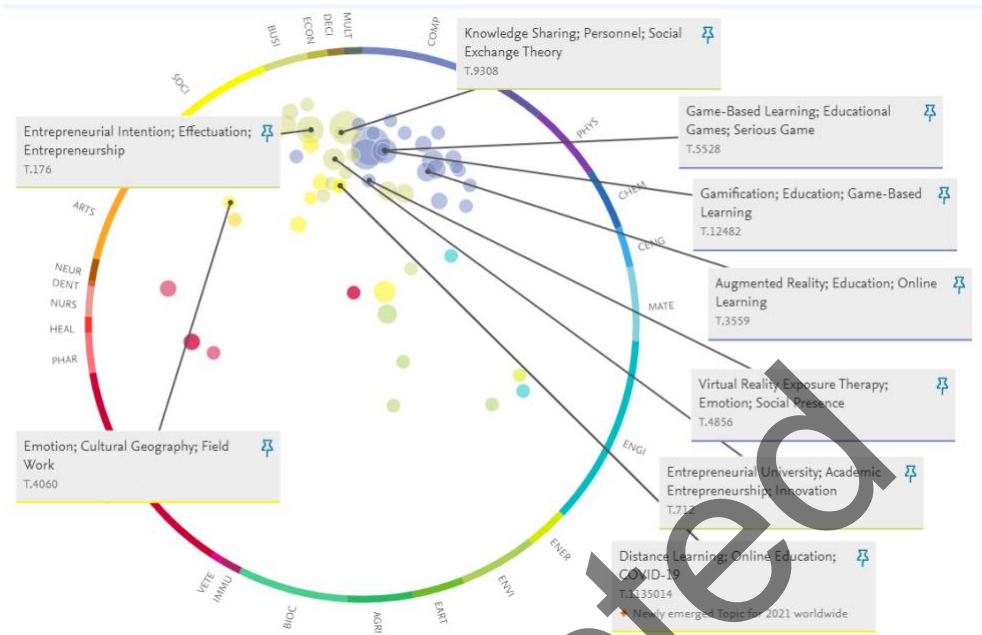 MULT
DECI
ECON
BUSI
COMP
SOCI
PHYS
CHEM
CENG
MATE
ENGI
ENER
ENVI
EART
AGRI
BIOC
IMMU
VETE
PHAR
HEAL
NURS
DENT
NEUR
ARTS
Knowledge Sharing; Personnel; Social
Exchange Theory
T.9308
Game-Based Learning; Educational
Games; Serious Game
T.5528
Entrepreneurial Intention; Effectuation;
Entrepreneurship
T.176
Gamification; Education; Game-Based
Learning
T.12482
Augmented Reality; Education; Online
Learning
T.3559
Virtual Reality Exposure Therapy;
Emotion; Social Presence
T.4856
Emotion; Cultural Geography; Field
Work
T.4060
Entrepreneurial University; Academic
Entrepreneurship; Innovation
T.712
Distance Learning; Online Education;
COVID-19
T.1135014
Newly emerged Topic for 2021 worldwide